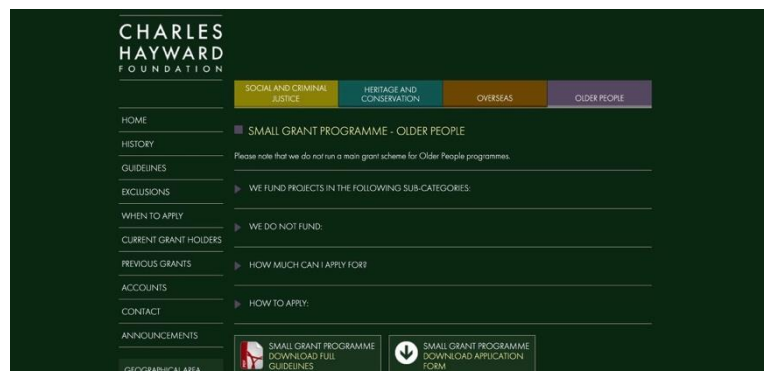 CHARLES
HAYWARD
FOUNDATION
SOCIAL AND CRIMINAL
JUSTICE
HERITAGE AND
CONSERVATION
OVERSEAS
OLDER PEOPLE
HOME
HISTORY
GUIDELINES
EXCLUSIONS
WHEN TO APPLY
CURRENT GRANT HOLDERS
PREVIOUS GRANTS
ACCOUNTS
CONTACT
ANNOUNCEMENTS
GEOGRAPHICAL AREA
SMALL GRANT PROGRAMME - OLDER PEOPLE
Please note that we do not run a main grant scheme for Older People programmes.
WE FUND PROJECTS IN THE FOLLOWING SUB-CATEGORIES:
WE DO NOT FUND:
HOW MUCH CAN I APPLY FOR?
HOW TO APPLY:
SMALL GRANT PROGRAMME
DOWNLOAD FULL
GUIDELINES
SMALL GRANT PROGRAMME
DOWNLOAD APPLICATION
FORM